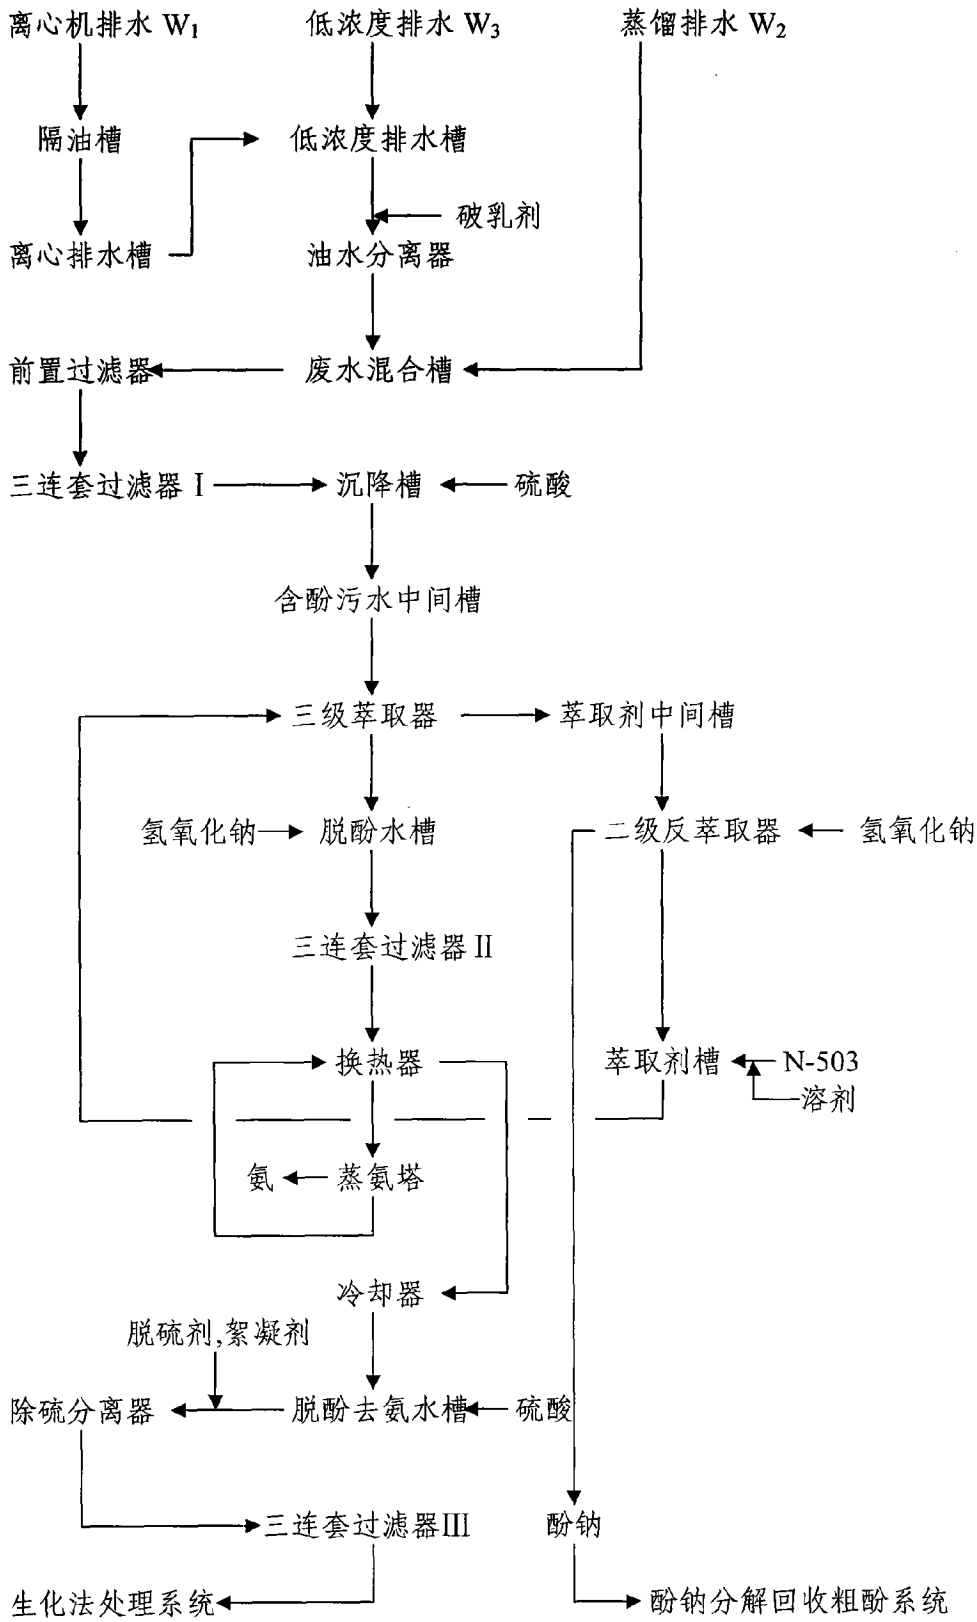 离心机排水 W₁ 低浓度排水 W₃ 蒸馏排水 W₂
隔油槽 低浓度排水槽
破乳剂
离心排水槽 油水分离器
前置过滤器 废水混合槽
三连套过滤器 I 沉降槽 硫酸
含酚污水中间槽
三级萃取器 萃取剂中间槽
氢氧化钠 脱酚水槽 二级反萃取器 氢氧化钠
三连套过滤器 II
换热器 萃取剂槽 N-503
溶剂
氨 蒸氨塔
冷却器
脱硫剂,絮凝剂
除硫分离器 脱酚去氨水槽 硫酸
三连套过滤器III 酚钠
生化法处理系统 酚钠分解回收粗酚系统